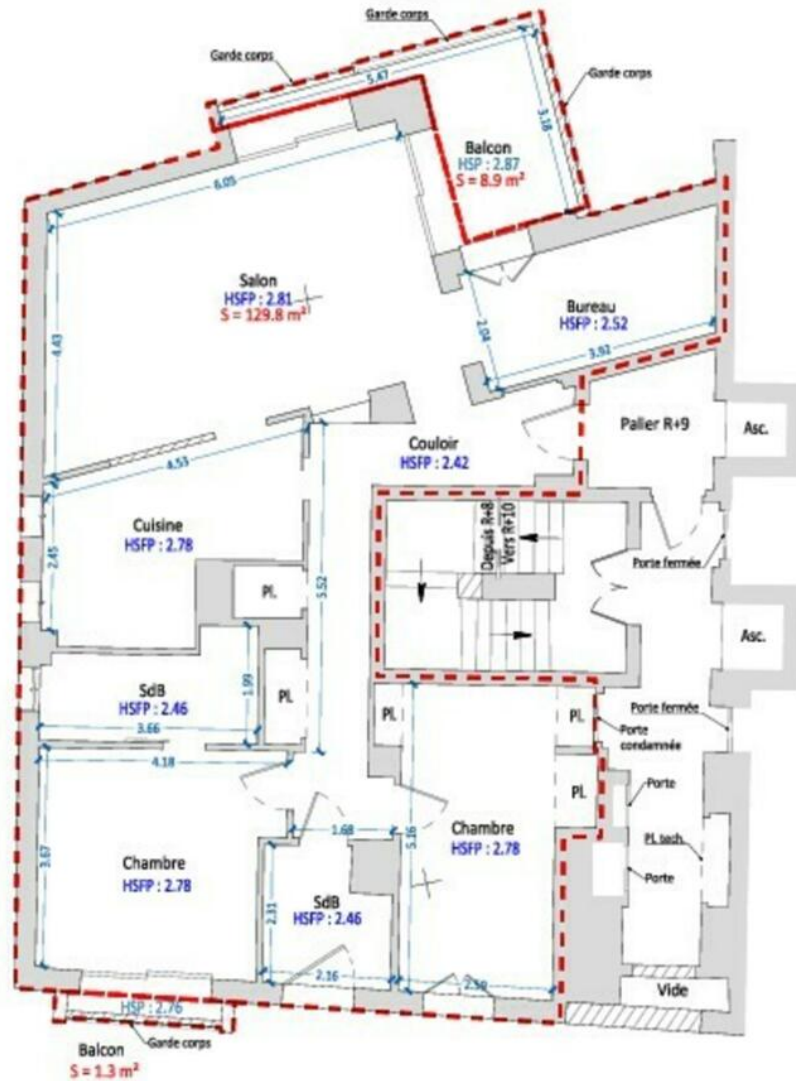 Garde corps
Garde corps
5.47
Garde corps
3.18
Balcon
HSP : 2.87
S = 8.9 m²
6.05
Salon
HSFP : 2.81
S = 129.8 m²
Bureau
HSFP : 2.52
2.04
4.43
3.92
Palier R+9
Asc.
Couloir
HSFP : 2.42
4.53
Cuisine
HSFP : 2.78
Depuis R+8
Vers R+10
2.45
5.52
Porte fermée
Pl.
Asc.
SdB
HSFP : 2.46
1.99
Pl.
3.66
Pl.
Pl.
Porte fermée
Porte
condamnée
4.18
Pl.
Porte
5.16
1.68
Chambre
HSFP : 2.78
Pl. tech.
3.67
Chambre
HSFP : 2.78
SdB
HSFP : 2.46
2.31
Porte
2.16
Vide
HSP : 2.76
Garde corps
Balcon
S = 1.3 m²